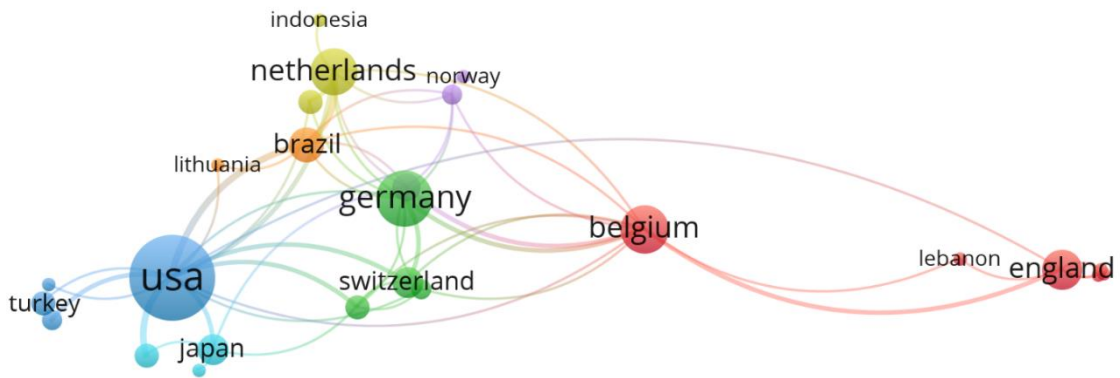 indonesia
netherlands
norway
brazil
lithuania
germany
belgium
usa
switzerland
lebanon
england
turkey
japan